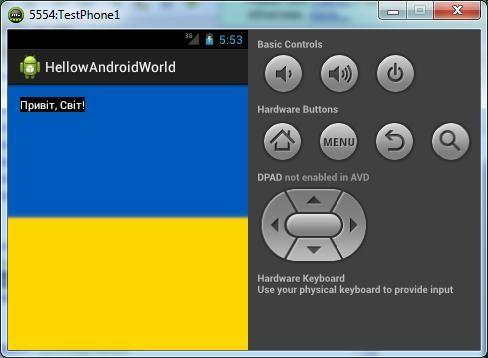 5554:TestPhone1
3G 5:53
HellowAndroidWorld
Привіт, Світ!
Basic Controls
Hardware Buttons
MENU
DPAD not enabled in AVD
Hardware Keyboard
Use your physical keyboard to provide input